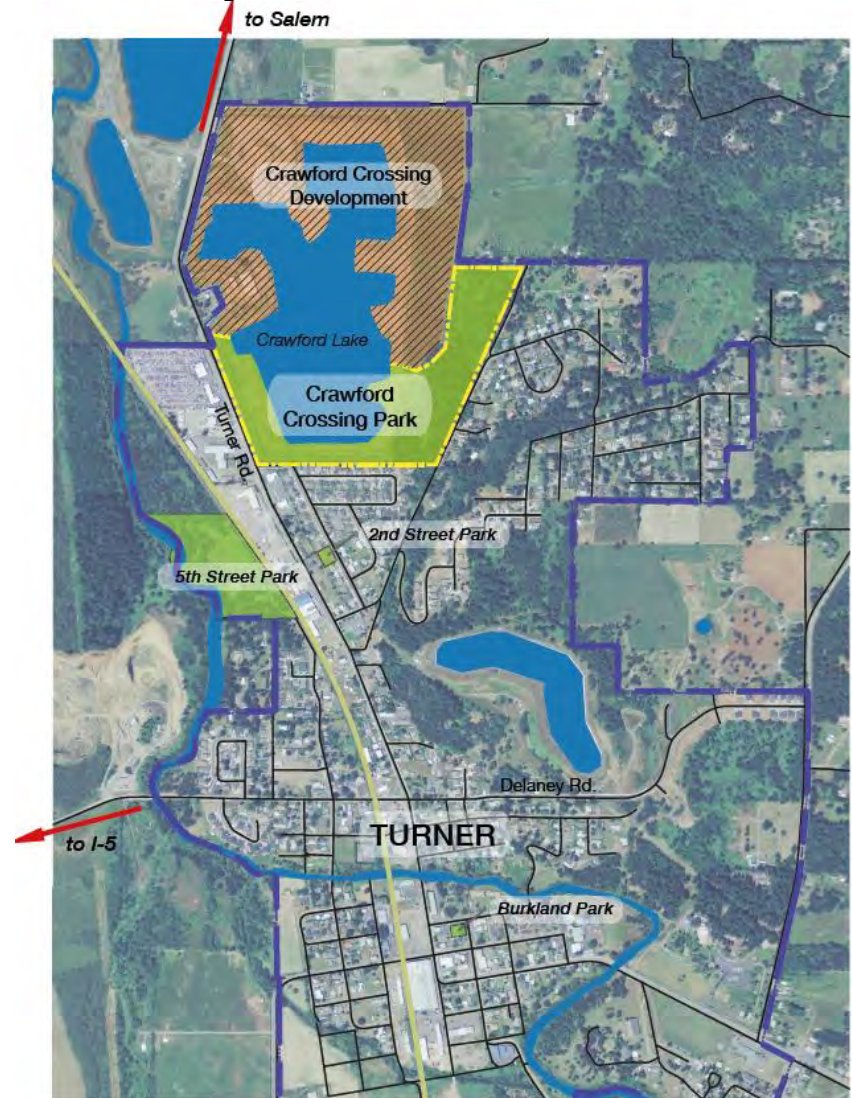 to Salem
Crawford Crossing
Development
Crawford Lake
Crawford
Crossing Park
Turner Rd.
2nd Street Park
5th Street Park
Delaney Rd.
TURNER
to I-5
Burkland Park